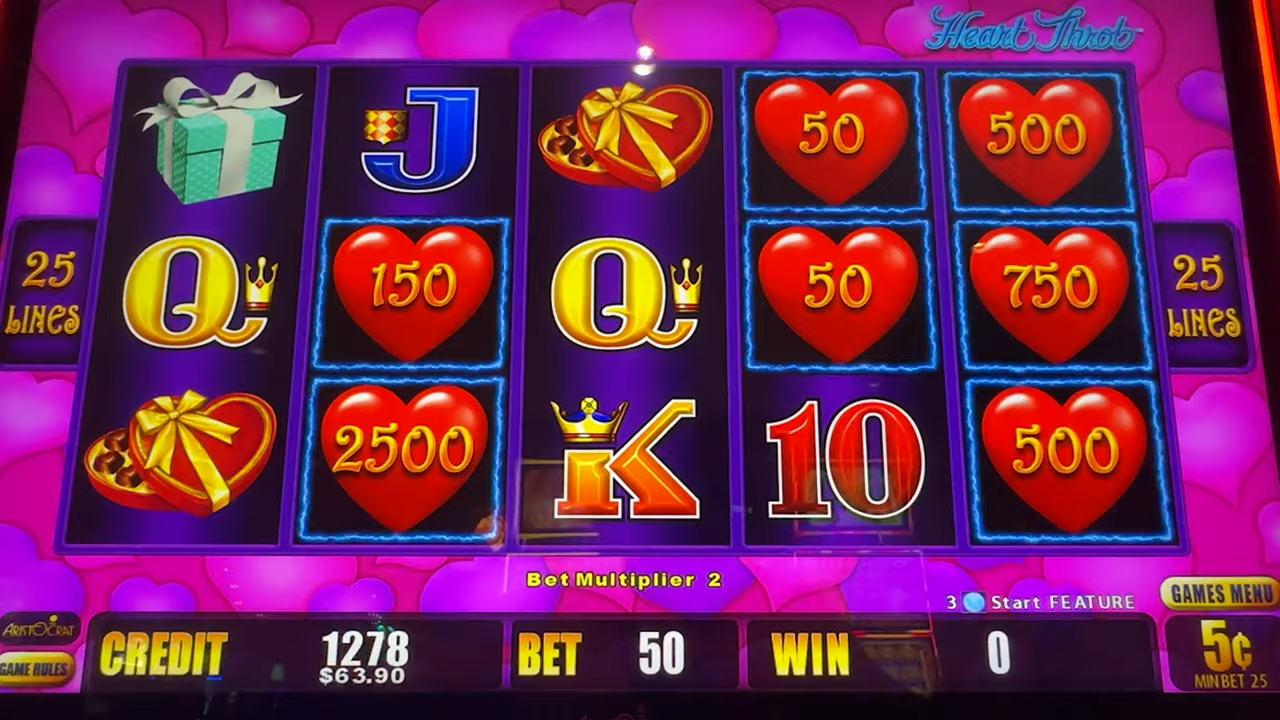 Heart Throb™
J
50
500
25
LINES
Q
150
Q
50
750
25
LINES
2500
K
10
500
Bet Multiplier 2
3 Start FEATURE
GAMES MENU
ARISTOCRAT
GAME RULES
CREDIT 1278
$63.90
BET 50
WIN 0
5¢
MIN BET 25